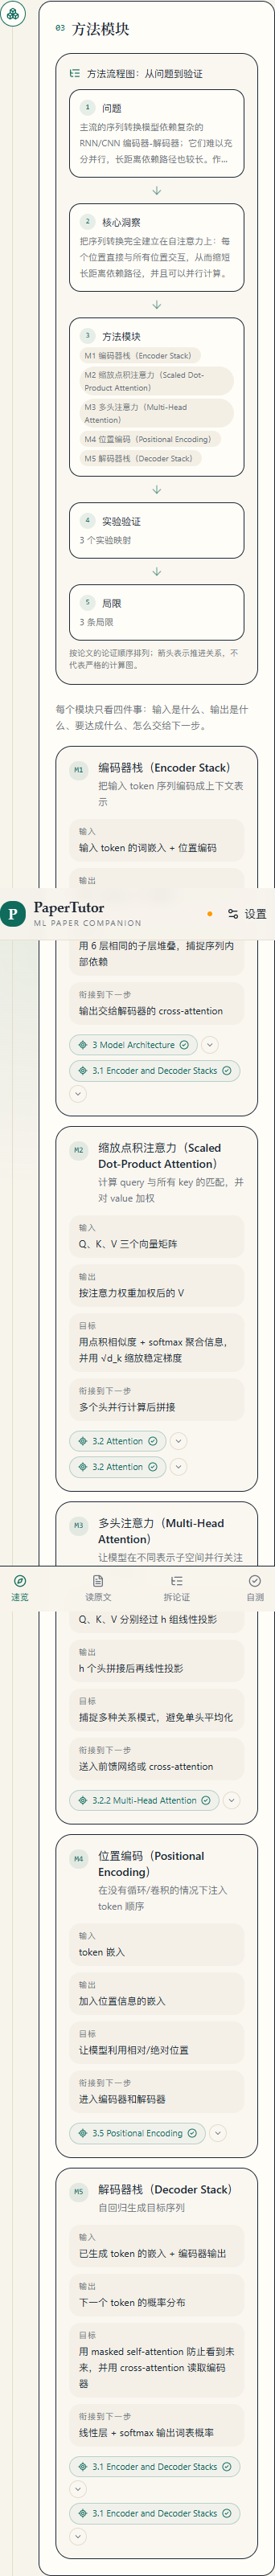 03 方法模块
方法流程图：从问题到验证
1 问题
主流的序列转换模型依赖复杂的
RNN/CNN 编码器-解码器；它们难以充
分并行，长距离依赖路径也较长。作...
2 核心洞察
把序列转换完全建立在自注意力上：每
个位置直接与所有位置交互，从而缩短
长距离依赖路径，并且可以并行计算。
3 方法模块
M1 编码器栈（Encoder Stack）
M2 缩放点积注意力（Scaled Dot-
Product Attention）
M3 多头注意力（Multi-Head
Attention）
M4 位置编码（Positional Encoding）
M5 解码器栈（Decoder Stack）
4 实验验证
3 个实验映射
5 局限
3 条局限
按论文的论证顺序排列；箭头表示推进关系，不
代表严格的计算图。
每个模块只看四件事：输入是什么、输出是什
么、要达成什么、怎么交给下一步。
M1 编码器栈（Encoder Stack）
把输入 token 序列编码成上下文表
示
输入
输入 token 的词嵌入 + 位置编码
输出
P PaperTutor
ML PAPER COMPANION
设置
用 6 层相同的子层堆叠，捕捉序列内
部依赖
衔接到下一步
输出交给解码器的 cross-attention
3 Model Architecture
3.1 Encoder and Decoder Stacks
M2 缩放点积注意力（Scaled
Dot-Product Attention）
计算 query 与所有 key 的匹配，并
对 value 加权
输入
Q、K、V 三个向量矩阵
输出
按注意力权重加权后的 V
目标
用点积相似度 + softmax 聚合信息，
并用 √d_k 缩放稳定梯度
衔接到下一步
多个头并行计算后拼接
3.2 Attention
3.2 Attention
M3 多头注意力（Multi-Head
Attention）
让模型在不同表示子空间并行关注
速览 读原文 拆论证 自测
Q、K、V 分别经过 h 组线性投影
输出
h 个头拼接后再线性投影
目标
捕捉多种关系模式，避免单头平均化
衔接到下一步
送入前馈网络或 cross-attention
3.2.2 Multi-Head Attention
M4 位置编码（Positional
Encoding）
在没有循环/卷积的情况下注入
token 顺序
输入
token 嵌入
输出
加入位置信息的嵌入
目标
让模型利用相对/绝对位置
衔接到下一步
进入编码器和解码器
3.5 Positional Encoding
M5 解码器栈（Decoder Stack）
自回归生成目标序列
输入
已生成 token 的嵌入 + 编码器输出
输出
下一个 token 的概率分布
目标
用 masked self-attention 防止看到未
来，并用 cross-attention 读取编码
器
衔接到下一步
线性层 + softmax 输出词表概率
3.1 Encoder and Decoder Stacks
3.1 Encoder and Decoder Stacks